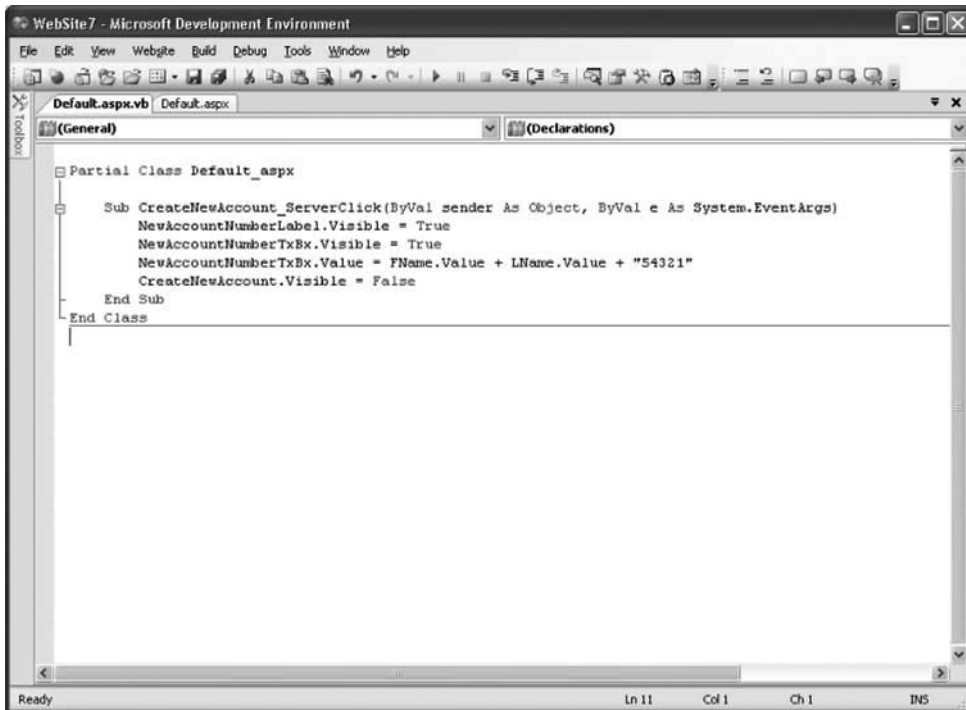 WebSite7 - Microsoft Development Environment
File Edit View Website Build Debug Tools Window Help
Toolbox
Default.aspx.vb Default.aspx
(General) (Declarations)
Partial Class Default_aspx
Sub CreateNewAccount_ServerClick(ByVal sender As Object, ByVal e As System.EventArgs)
NewAccountNumberLabel.Visible = True
NewAccountNumberTxBx.Visible = True
NewAccountNumberTxBx.Value = FName.Value + LName.Value + "54321"
CreateNewAccount.Visible = False
End Sub
End Class
Ready Ln 11 Col 1 Ch 1 INS